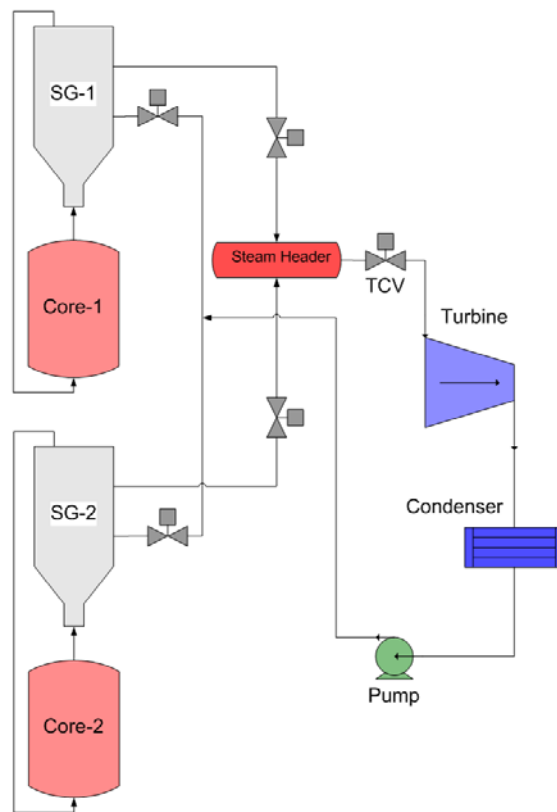 SG-1
Core-1
Steam Header
TCV
Turbine
SG-2
Condenser
Core-2
Pump